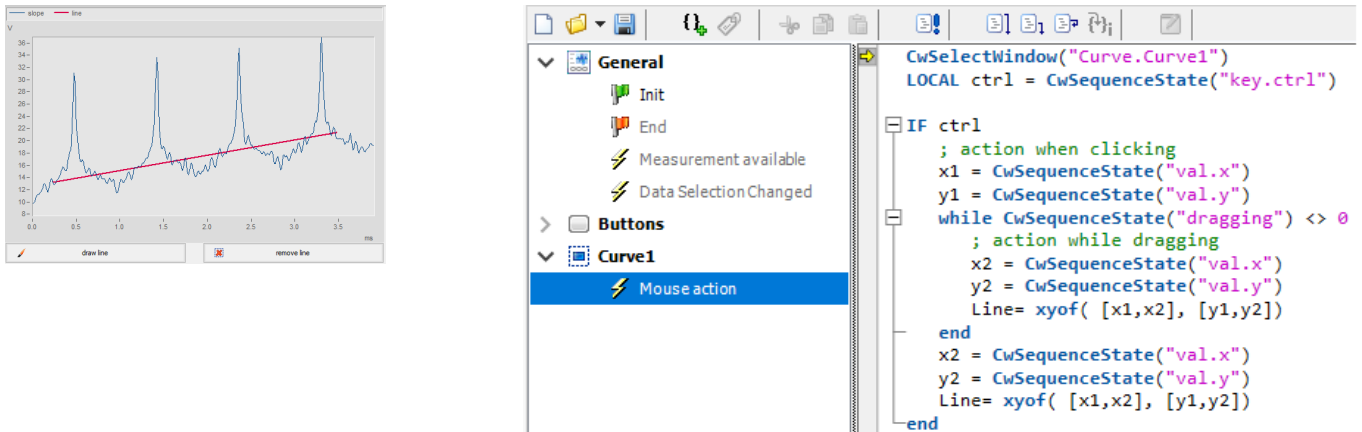 slope line
V
36
34
32
30
28
26
24
22
20
18
16
14
12
10
8
0.0 0.5 1.0 1.5 2.0 2.5 3.0 3.5
ms
draw line remove line
General
Init
End
Measurement available
Data Selection Changed
Buttons
Curve1
Mouse action
CwSelectWindow("Curve.Curve1")
LOCAL ctrl = CwSequenceState("key.ctrl")
IF ctrl
; action when clicking
x1 = CwSequenceState("val.x")
y1 = CwSequenceState("val.y")
while CwSequenceState("dragging") <> 0
; action while dragging
x2 = CwSequenceState("val.x")
y2 = CwSequenceState("val.y")
Line= xyof( [x1,x2], [y1,y2])
end
x2 = CwSequenceState("val.x")
y2 = CwSequenceState("val.y")
Line= xyof( [x1,x2], [y1,y2])
end